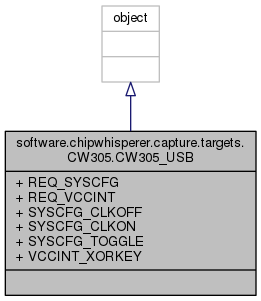 object
software.chipwhisperer.capture.targets.
CW305.CW305_USB
+ REQ_SYSCFG
+ REQ_VCCINT
+ SYSCFG_CLKOFF
+ SYSCFG_CLKON
+ SYSCFG_TOGGLE
+ VCCINT_XORKEY